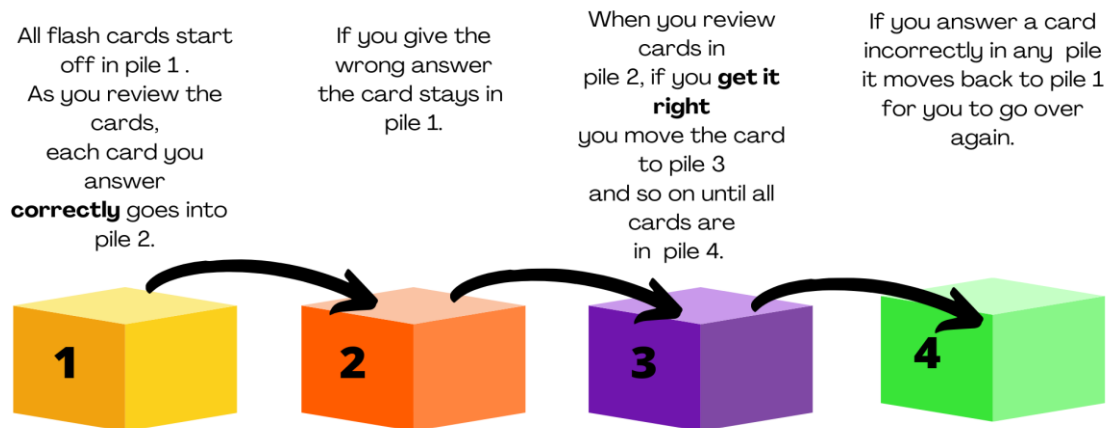 All flash cards start
off in pile 1 .
As you review the
cards,
each card you
answer
correctly goes into
pile 2.
If you give the
wrong answer
the card stays in
pile 1.
When you review
cards in
pile 2, if you get it
right
you move the card
to pile 3
and so on until all
cards are
in pile 4.
If you answer a card
incorrectly in any pile
it moves back to pile 1
for you to go over
again.
1
2
3
4